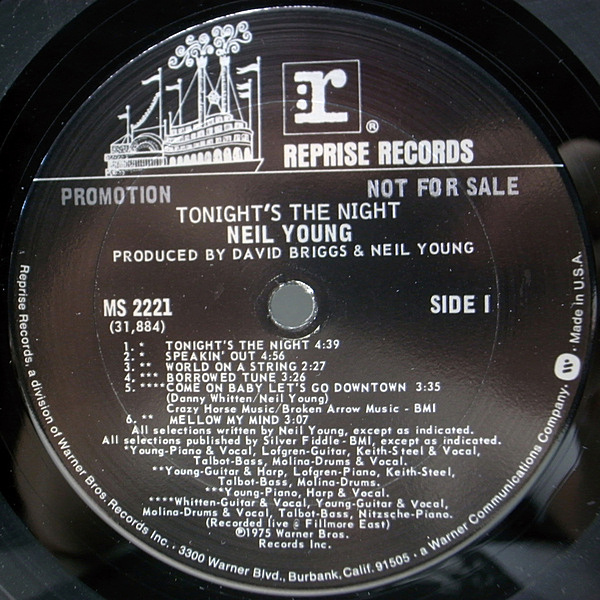 r ®
REPRISE RECORDS
PROMOTION NOT FOR SALE
TONIGHT'S THE NIGHT
NEIL YOUNG
PRODUCED BY DAVID BRIGGS & NEIL YOUNG
MS 2221 SIDE 1
(31,884)
1. * TONIGHT'S THE NIGHT 4:39
2. * SPEAKIN' OUT 4:56
3. ** WORLD ON A STRING 2:27
4. *** BORROWED TUNE 3:26
5. **** COME ON BABY LET'S GO DOWNTOWN 3:35
(Danny Whitten/Neil Young)
Crazy Horse Music/Broken Arrow Music - BMI
6. ** MELLOW MY MIND 3:07
All selections written by Neil Young, except as indicated.
All selections published by Silver Fiddle-BMI, except as indicated.
*Young-Piano & Vocal, Lofgren-Guitar, Keith-Steel & Vocal,
Talbot-Bass, Molina-Drums & Vocal.
**Young-Guitar & Harp, Lofgren-Piano, Keith-Steel,
Talbot-Bass, Molina-Drums.
***Young-Piano, Harp & Vocal.
****Whitten-Guitar & Vocal, Young-Guitar & Vocal,
Molina-Drums & Vocal, Talbot-Bass, Nitzsche-Piano.
(Recorded live @ Fillmore East)
©1975 Warner Bros.
Records Inc.
Reprise Records, a division of Warner Bros. Records Inc., 3300 Warner Blvd., Burbank, Calif. 91505 · a Warner Communications Company. W · Made in U.S.A.